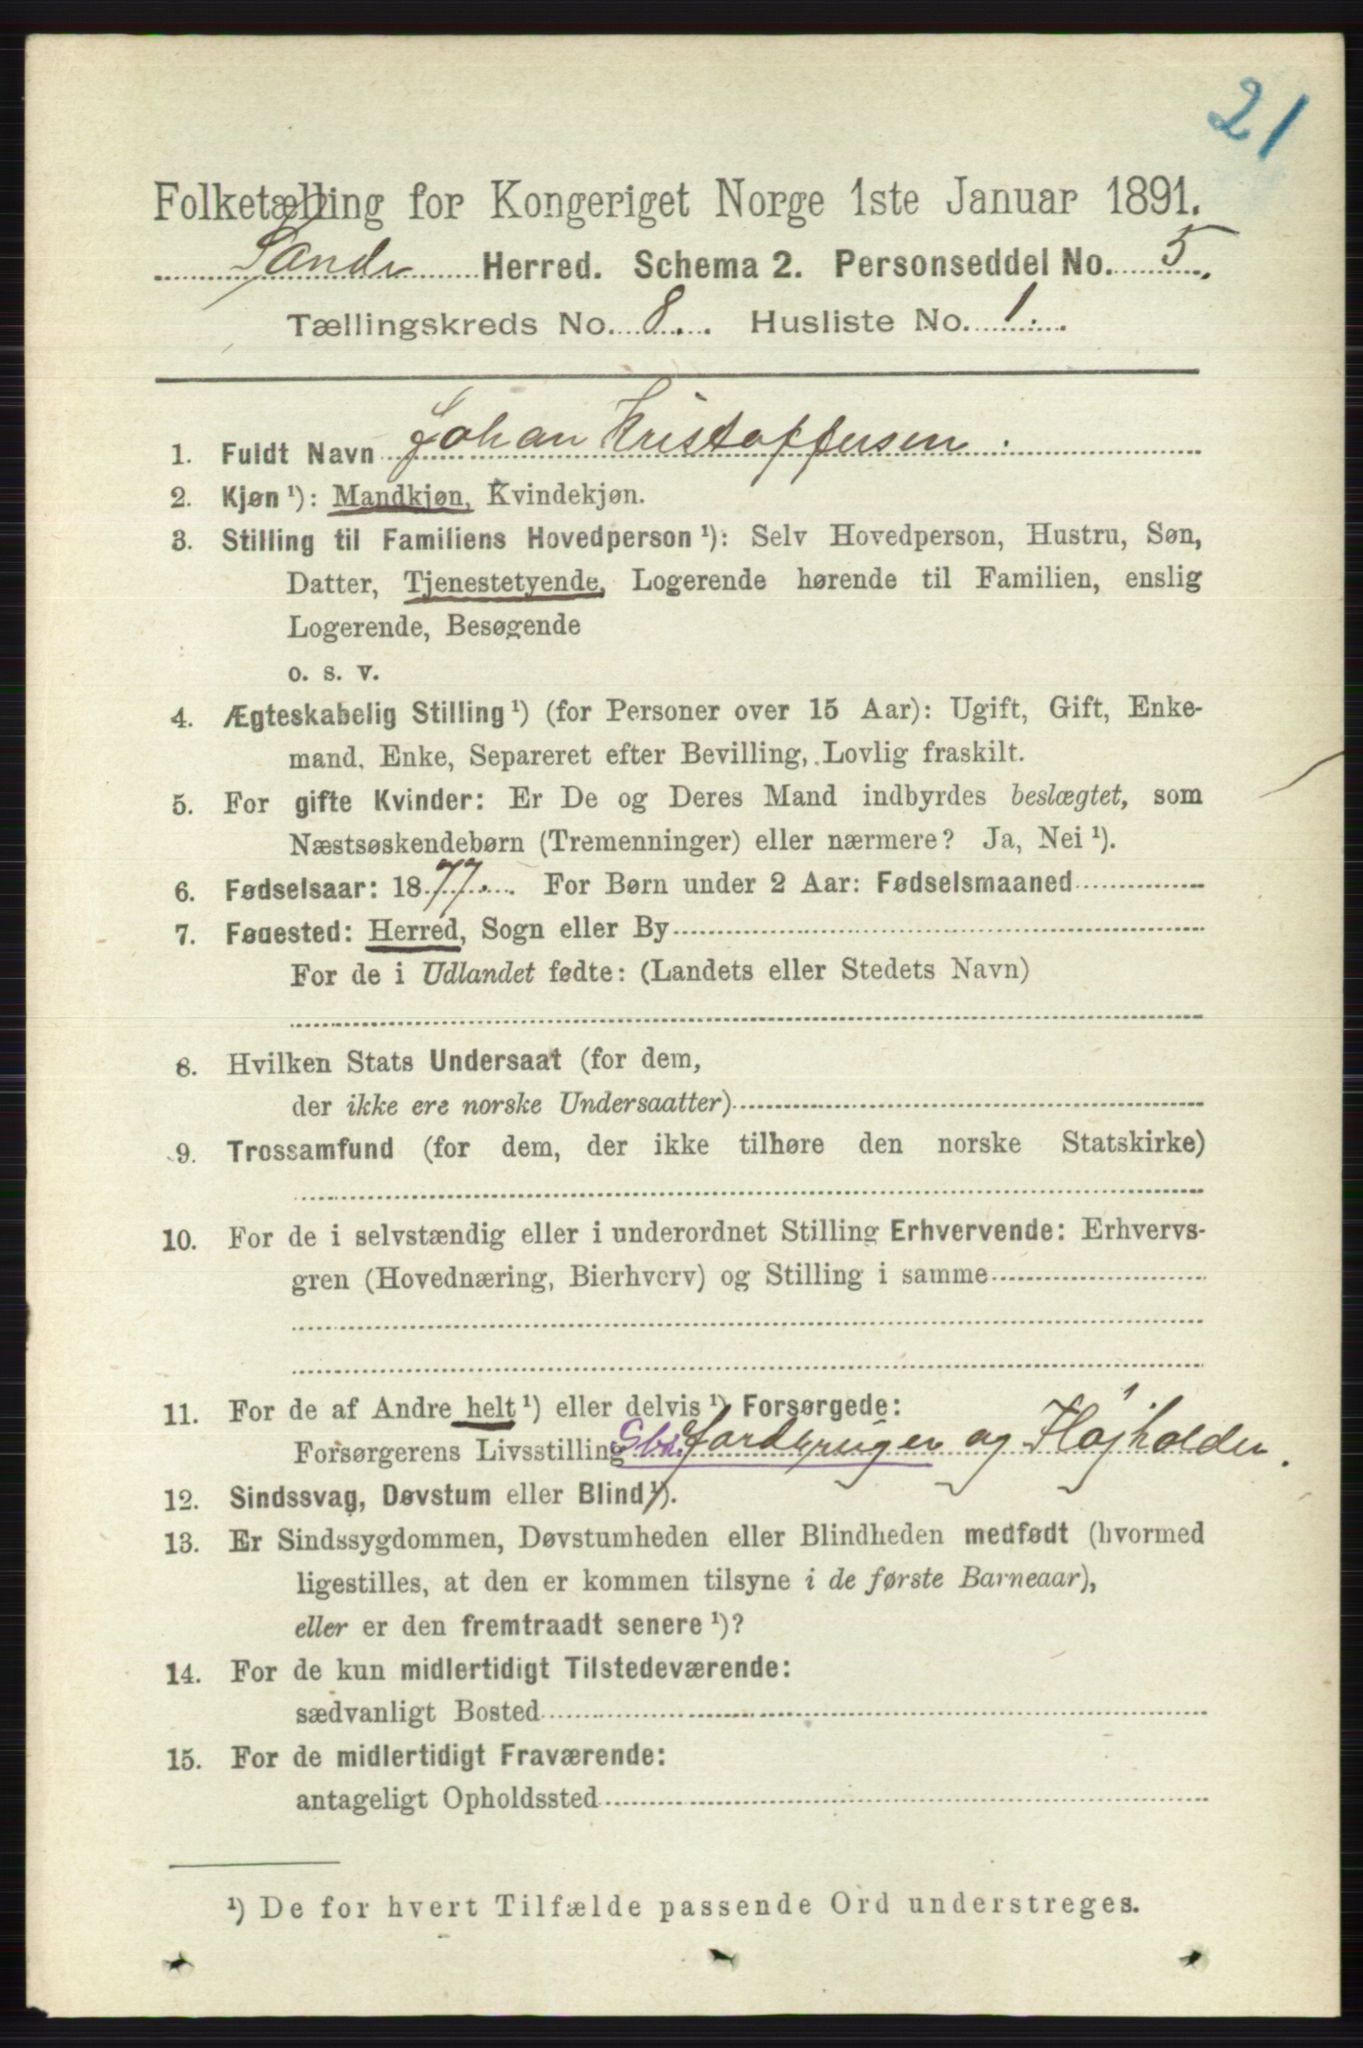 21
Folketælling for Kongeriget Norge 1ste Januar 1891.
Sande Herred. Schema 2. Personseddel No. 5.
Tællingskreds No. 8. Husliste No. 1.
1. Fuldt Navn Johan Kristoffersen.
2. Kjøn ¹): Mandkjøn, Kvindekjøn.
3. Stilling til Familiens Hovedperson ¹): Selv Hovedperson, Hustru, Søn,
Datter, Tjenestetyende, Logerende hørende til Familien, enslig
Logerende, Besøgende
o. s. v.
4. Ægteskabelig Stilling ¹) (for Personer over 15 Aar): Ugift, Gift, Enke-
mand, Enke, Separeret efter Bevilling, Lovlig fraskilt.
5. For gifte Kvinder: Er De og Deres Mand indbyrdes beslægtet, som
Næstsøskendebørn (Tremenninger) eller nærmere? Ja, Nei ¹).
6. Fødselsaar: 1877. For Børn under 2 Aar: Fødselsmaaned
7. Fødested: Herred, Sogn eller By
For de i Udlandet fødte: (Landets eller Stedets Navn)
8. Hvilken Stats Undersaat (for dem,
der ikke ere norske Undersaatter)
9. Trossamfund (for dem, der ikke tilhøre den norske Statskirke)
10. For de i selvstændig eller i underordnet Stilling Erhvervende: Erhvervs-
gren (Hovednæring, Bierhverv) og Stilling i samme
11. For de af Andre helt ¹) eller delvis ¹) Forsørgede:
Forsørgerens Livsstilling Gbr. Jordbruger og Højholder.
12. Sindssvag, Døvstum eller Blind ¹).
13. Er Sindssygdommen, Døvstumheden eller Blindheden medfødt (hvormed
ligestilles, at den er kommen tilsyne i de første Barneaar),
eller er den fremtraadt senere ¹)?
14. For de kun midlertidigt Tilstedeværende:
sædvanligt Bosted
15. For de midlertidigt Fraværende:
antageligt Opholdssted
¹) De for hvert Tilfælde passende Ord understreges.